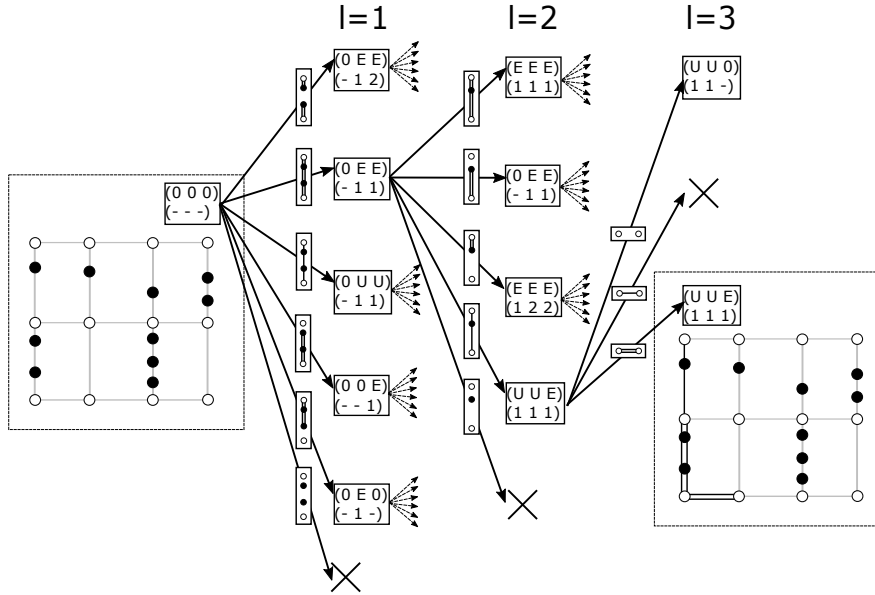 l=1
l=2
l=3
(0 0 0)
(- - -)
(0 E E)
(- 1 2)
(0 E E)
(- 1 1)
(0 U U)
(- 1 1)
(0 0 E)
(- - 1)
(0 E 0)
(- 1 -)
(E E E)
(1 1 1)
(0 E E)
(- 1 1)
(E E E)
(1 2 2)
(U U E)
(1 1 1)
(U U 0)
(1 1 -)
(U U E)
(1 1 1)